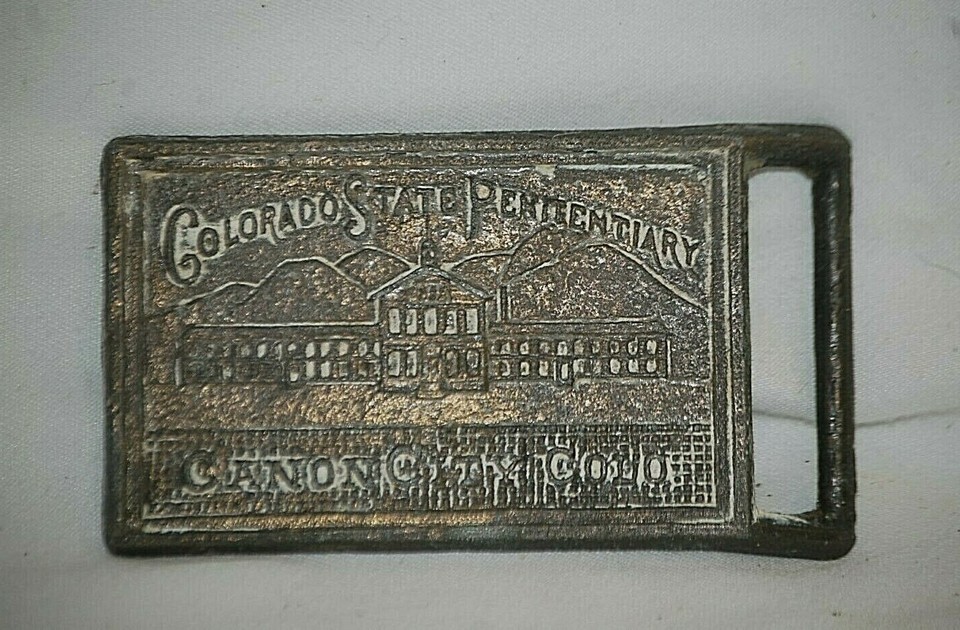 COLORADO STATE PENITENTIARY
CANON CITY COLO.